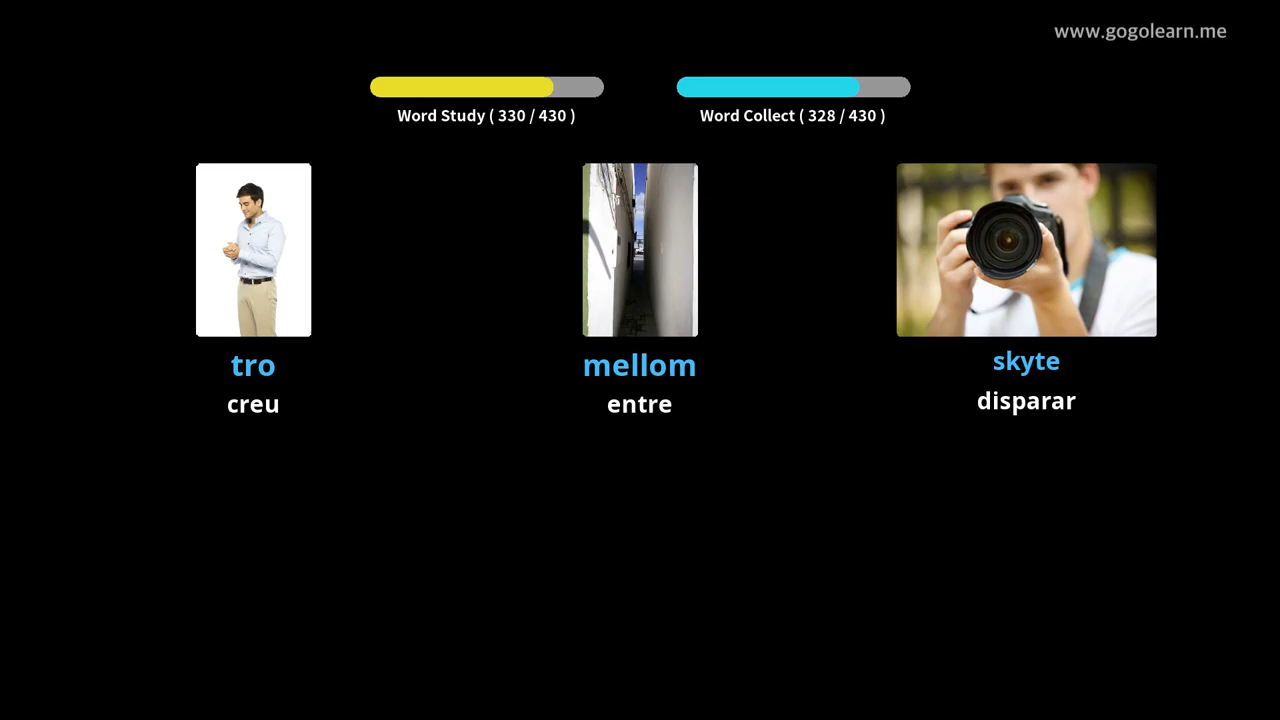 www.gogolearn.me
Word Study ( 330 / 430 )
Word Collect ( 328 / 430 )
tro
creu
mellom
entre
skyte
disparar